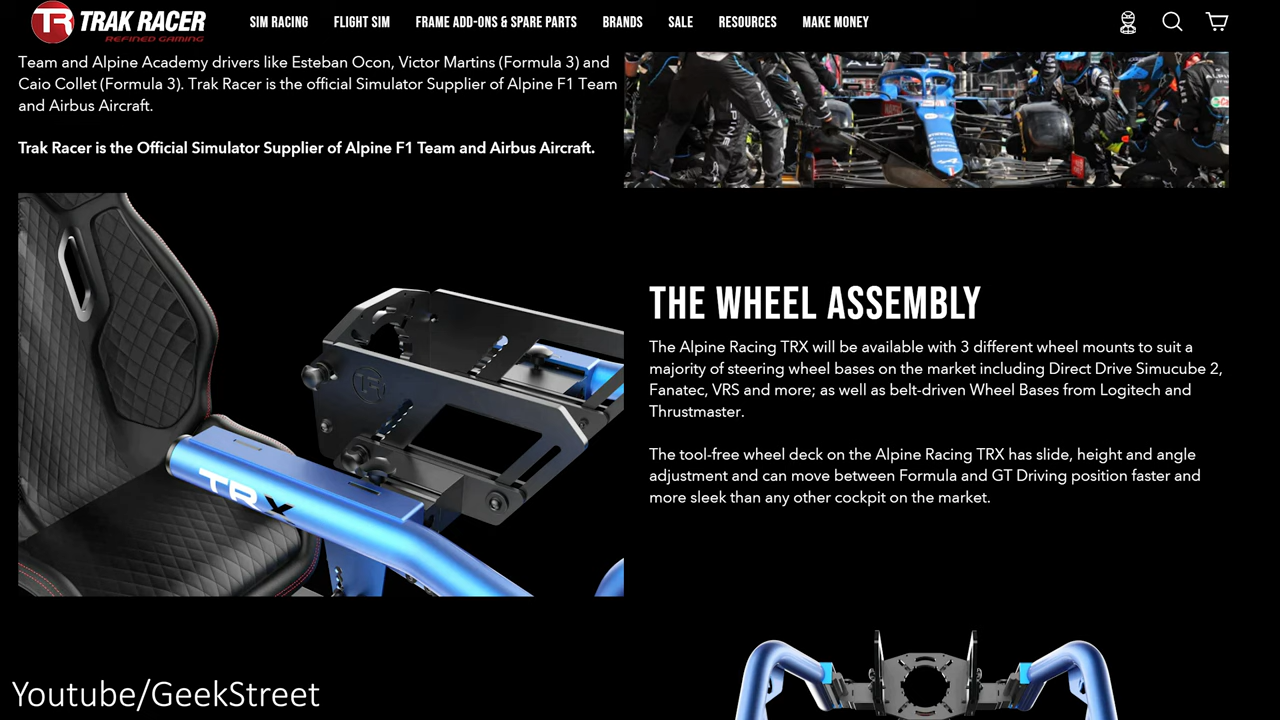 TR TRAK RACER
REFINED GAMING
SIM RACING FLIGHT SIM FRAME ADD-ONS & SPARE PARTS BRANDS SALE RESOURCES MAKE MONEY
Team and Alpine Academy drivers like Esteban Ocon, Victor Martins (Formula 3) and
Caio Collet (Formula 3). Trak Racer is the official Simulator Supplier of Alpine F1 Team
and Airbus Aircraft.
Trak Racer is the Official Simulator Supplier of Alpine F1 Team and Airbus Aircraft.
THE WHEEL ASSEMBLY
The Alpine Racing TRX will be available with 3 different wheel mounts to suit a
majority of steering wheel bases on the market including Direct Drive Simucube 2,
Fanatec, VRS and more; as well as belt-driven Wheel Bases from Logitech and
Thrustmaster.
The tool-free wheel deck on the Alpine Racing TRX has slide, height and angle
adjustment and can move between Formula and GT Driving position faster and
more sleek than any other cockpit on the market.
TR
TRX
Youtube/GeekStreet